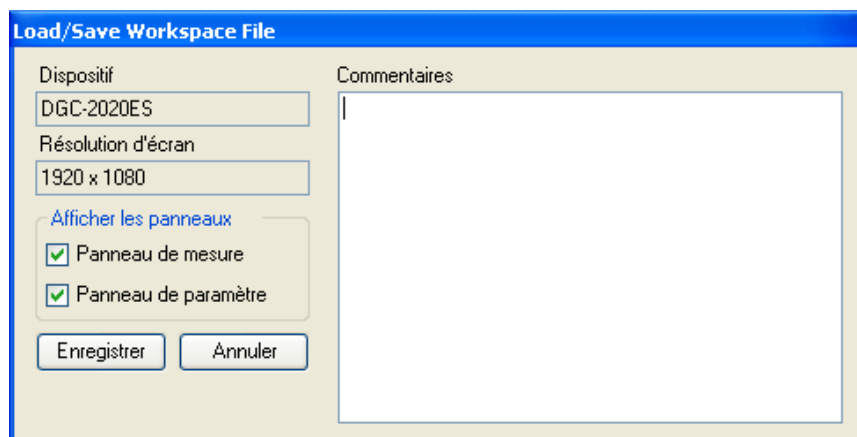 Load/Save Workspace File
Dispositif
DGC-2020ES
Résolution d'écran
1920 x 1080
Afficher les panneaux
Panneau de mesure
Panneau de paramètre
Enregistrer
Annuler
Commentaires